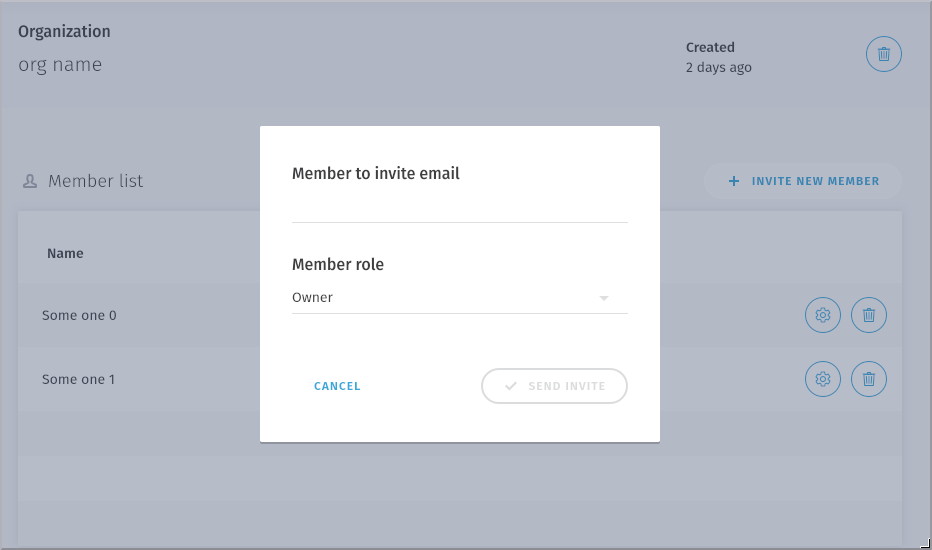 Organization
org name
Created
2 days ago
Member list
INVITE NEW MEMBER
Name
Some one 0
Some one 1
Member to invite email
Member role
Owner
CANCEL
SEND INVITE